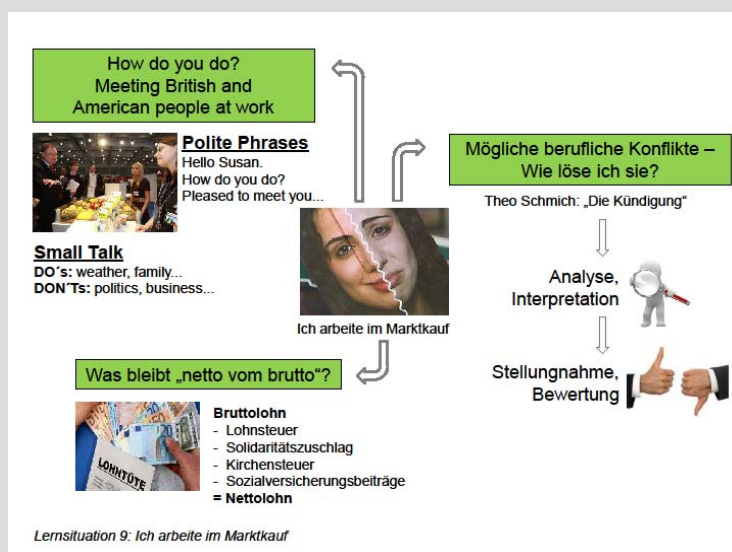 How do you do?
Meeting British and
American people at work
Polite Phrases
Hello Susan.
How do you do?
Pleased to meet you...
Small Talk
DO´s: weather, family...
DON´Ts: politics, business...
Mögliche berufliche Konflikte –
Wie löse ich sie?
Theo Schmich: „Die Kündigung“
Analyse,
Interpretation
Stellungnahme,
Bewertung
Ich arbeite im Marktkauf
Was bleibt „netto vom brutto“?
LOHNTÜTE
Bruttolohn
- Lohnsteuer
- Solidaritätszuschlag
- Kirchensteuer
- Sozialversicherungsbeiträge
= Nettolohn
Lernsituation 9: Ich arbeite im Marktkauf